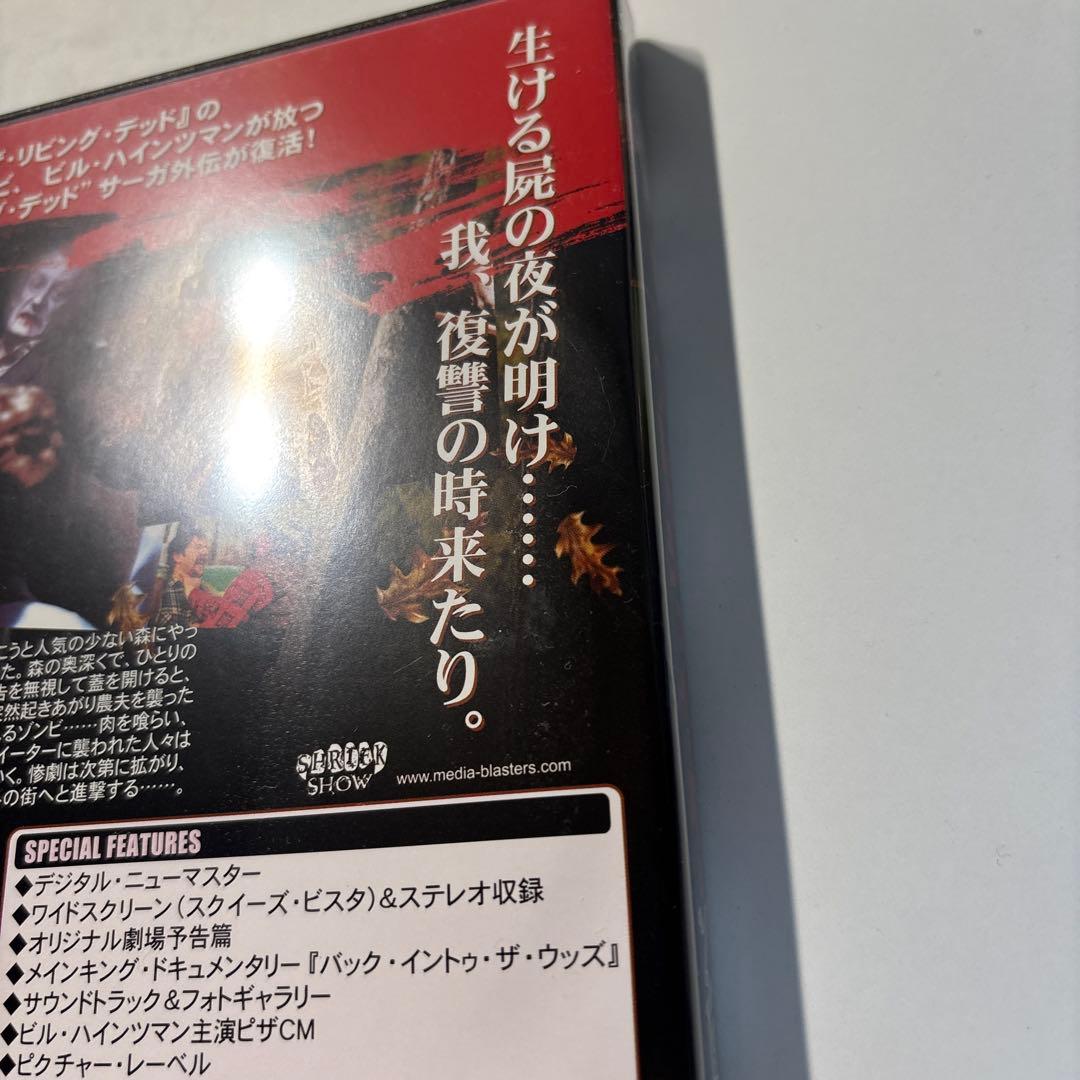 ・リビング・デッド』の
ビ、ビル・ハインツマンが放つ
グ・デッド”サーガ外伝が復活！
生ける屍の夜が明け……
我、復讐の時来たり。
こうと人気の少ない森にやっ
た。森の奥深くで、ひとりの
告を無視して蓋を開けると、
突然起きあがり農夫を襲った
るゾンビ……肉を喰らい、
イーターに襲われた人々は
く。惨劇は次第に拡がり、
の街へと進撃する……。
SHRIEK
SHOW
www.media-blasters.com
SPECIAL FEATURES
◆デジタル・ニューマスター
◆ワイドスクリーン（スクイーズ・ビスタ）＆ステレオ収録
◆オリジナル劇場予告篇
◆メインキング・ドキュメンタリー『バック・イントゥ・ザ・ウッズ』
◆サウンドトラック＆フォトギャラリー
◆ビル・ハインツマン主演ピザCM
◆ピクチャー・レーベル